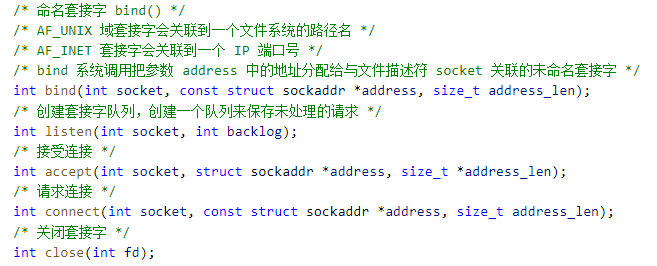 /* 命名套接字 bind() */
/* AF_UNIX 域套接字会关联到一个文件系统的路径名 */
/* AF_INET 套接字会关联到一个 IP 端口号 */
/* bind 系统调用把参数 address 中的地址分配给与文件描述符 socket 关联的未命名套接字 */
int bind(int socket, const struct sockaddr *address, size_t address_len);
/* 创建套接字队列，创建一个队列来保存未处理的请求 */
int listen(int socket, int backlog);
/* 接受连接 */
int accept(int socket, struct sockaddr *address, size_t *address_len);
/* 请求连接 */
int connect(int socket, const struct sockaddr *address, size_t address_len);
/* 关闭套接字 */
int close(int fd);